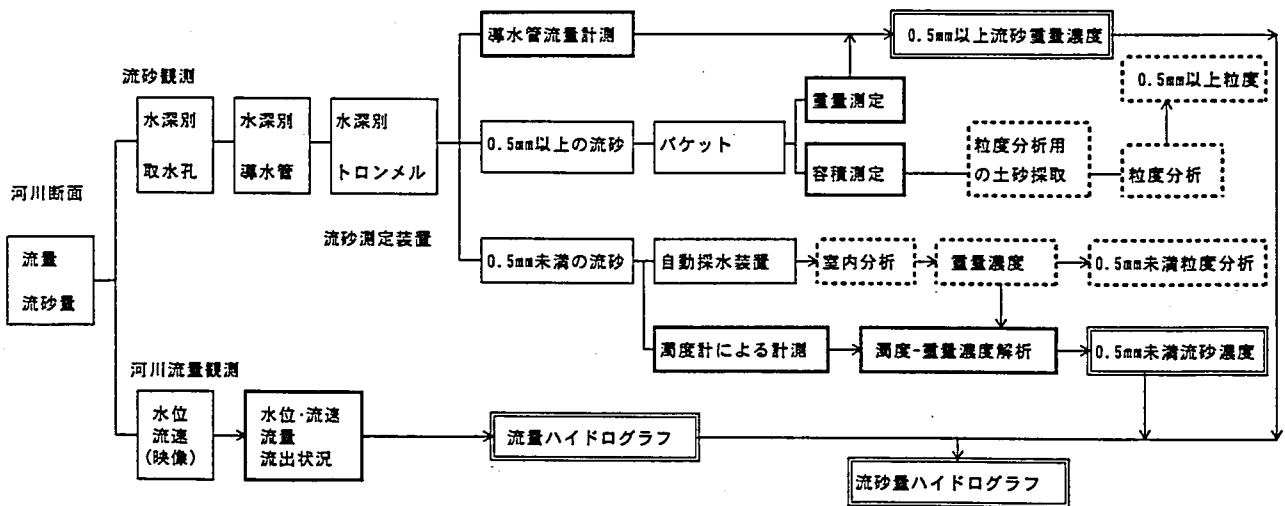 導水管流量計測
0.5mm以上流砂重量濃度
流砂観測
0.5mm以上粒度
重量測定
水深別
取水孔
水深別
導水管
水深別
トロンメル
0.5mm以上の流砂
バケット
粒度分析用
の土砂採取
粒度分析
容積測定
河川断面
流砂測定装置
流量
流砂量
0.5mm未満の流砂
自動採水装置
室内分析
重量濃度
0.5mm未満粒度分析
濁度計による計測
濁度-重量濃度解析
0.5mm未満流砂濃度
河川流量観測
水位
流速
(映像)
水位・流速
流量
流出状況
流量ハイドログラフ
流砂量ハイドログラフ